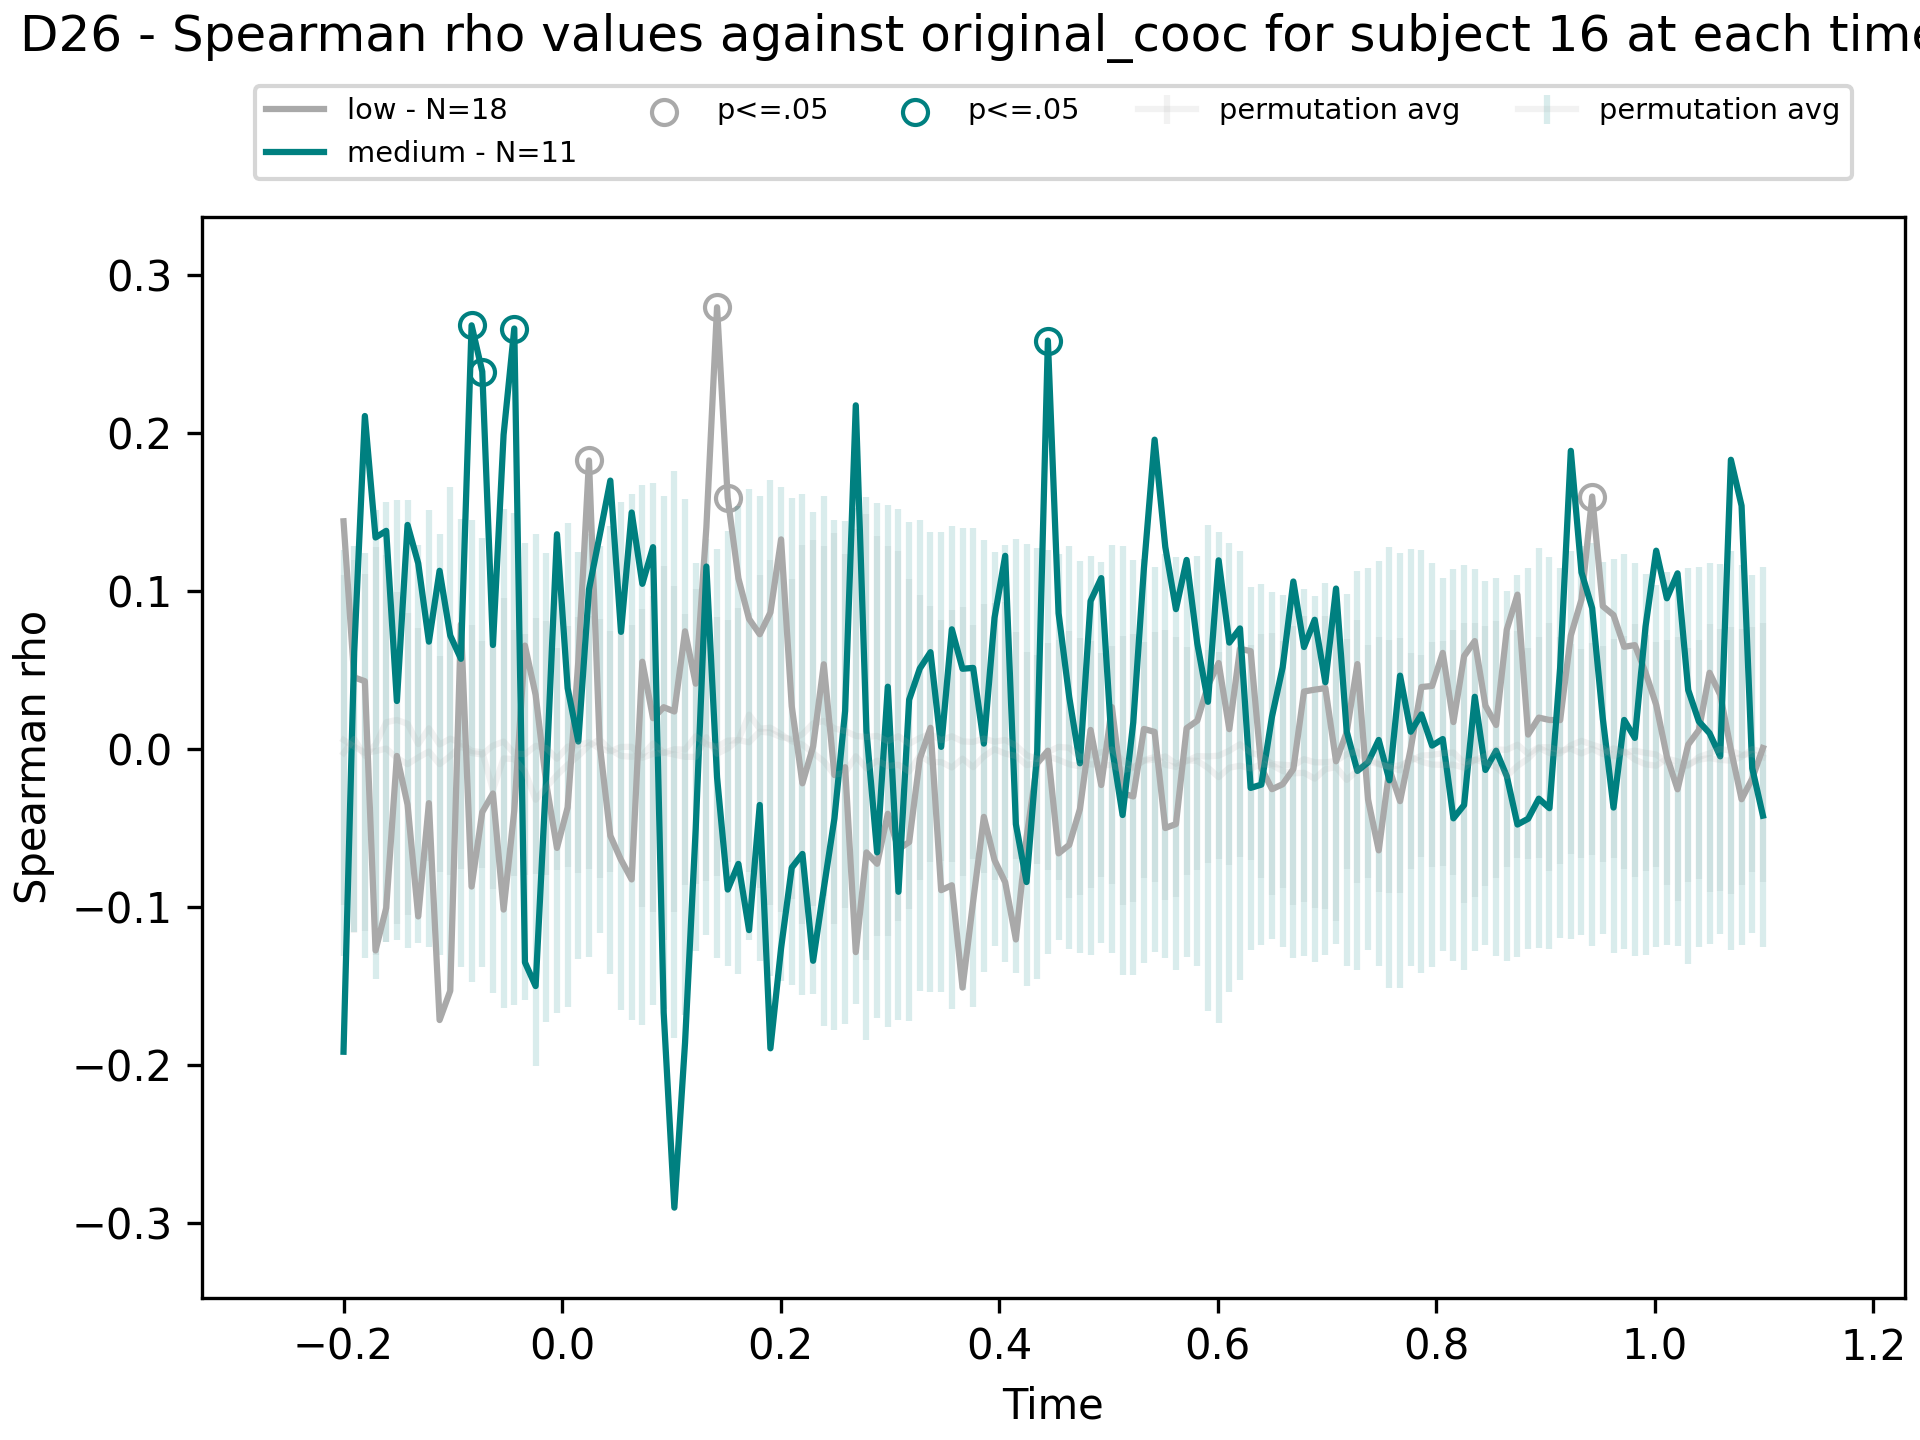 D26 - Spearman rho values against original_cooc for subject 16 at each time
low - N=18
p<=.05
p<=.05
permutation avg
permutation avg
medium - N=11
Spearman rho
0.3
0.2
0.1
0.0
−0.1
−0.2
−0.3
−0.2
0.0
0.2
0.4
0.6
0.8
1.0
1.2
Time